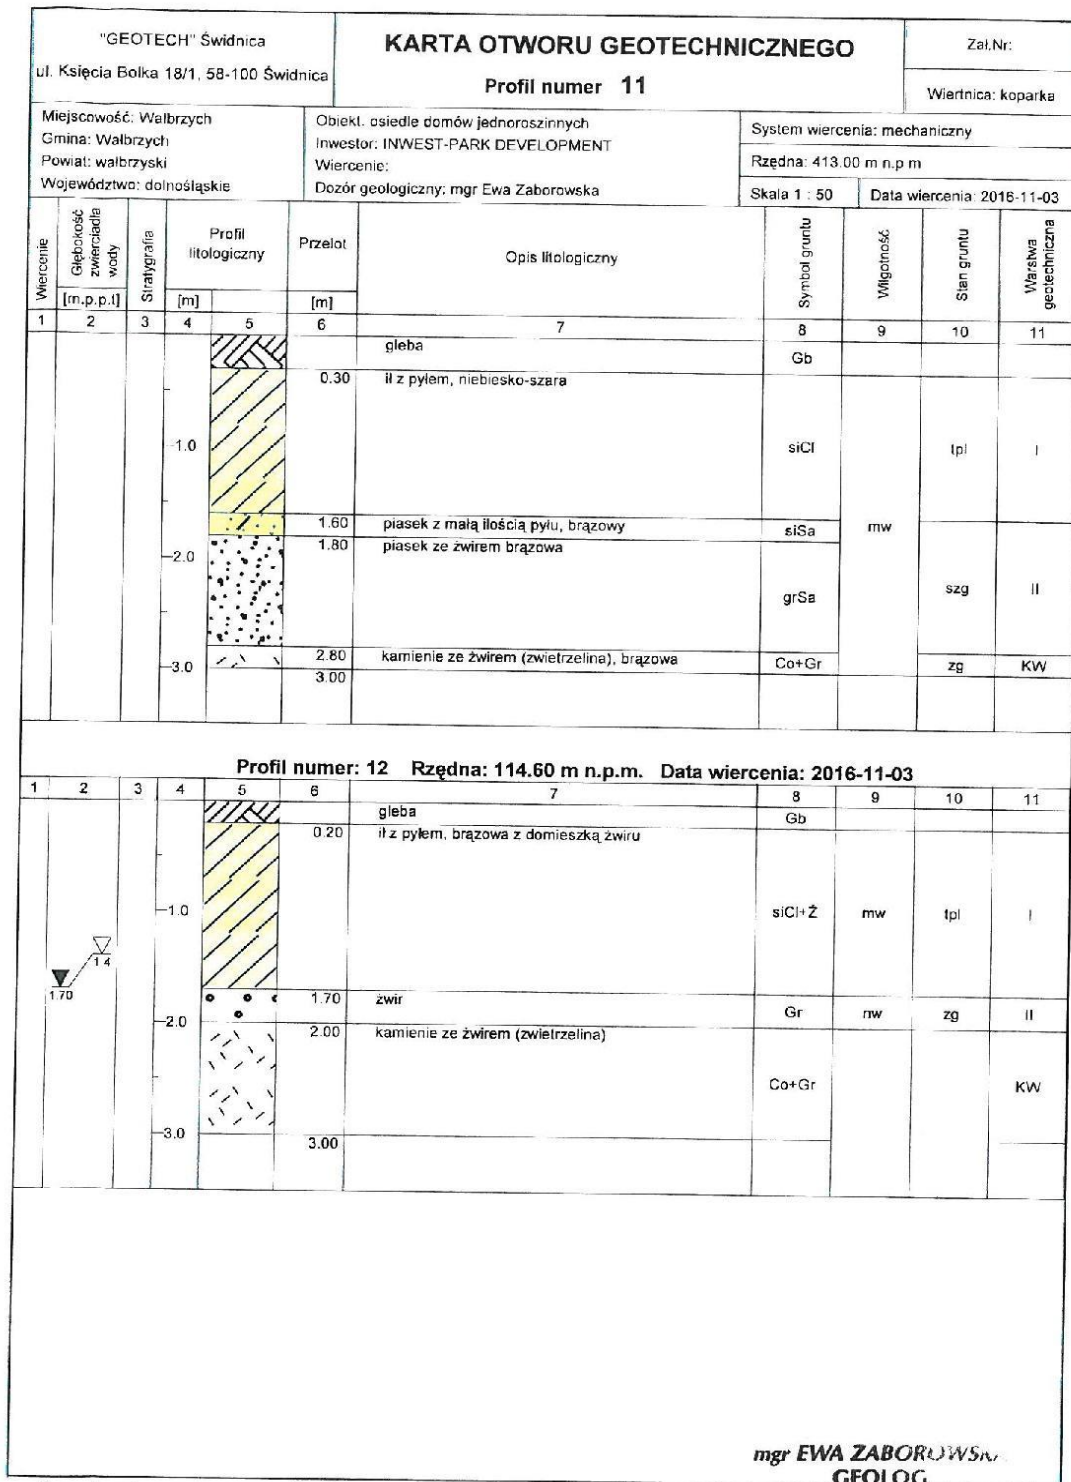 "GEOTECH" Świdnica
ul. Księcia Bolka 18/1, 58-100 Świdnica
KARTA OTWORU GEOTECHNICZNEGO
Profil numer 11
Zał.Nr:
Wiertnica: koparka
Miejscowość: Wałbrzych
Gmina: Wałbrzych
Powiat: wałbrzyski
Województwo: dolnośląskie
Obiekt. osiedle domów jednoroszinnych
Inwestor: INWEST-PARK DEVELOPMENT
Wiercenie:
Dozór geologiczny: mgr Ewa Zaborowska
System wiercenia: mechaniczny
Rzędna: 413.00 m n.p m
Skala 1 : 50 Data wiercenia: 2016-11-03
Wiercenie
Głębokość zwierciadła wody
[m.p.p.t]
Stratygrafia
Profil litologiczny
[m]
Przelot
[m]
Opis litologiczny
Symbol gruntu
Wilgotność
Stan gruntu
Warstwa geotechniczna
1 2 3 4 5 6 7 8 9 10 11
gleba Gb
0.30 ił z pyłem, niebiesko-szara
1.0 siCl tpl I
1.60 piasek z małą ilością pyłu, brązowy siSa mw
1.80 piasek ze żwirem brązowa
2.0 grSa szg II
2.80 kamienie ze żwirem (zwietrzelina), brązowa Co+Gr zg KW
3.0 3.00
Profil numer: 12 Rzędna: 114.60 m n.p.m. Data wiercenia: 2016-11-03
1 2 3 4 5 6 7 8 9 10 11
gleba Gb
0.20 ił z pyłem, brązowa z domieszką żwiru
1.0 siCl+Ż mw tpl I
1.4
1.70
1.70 żwir Gr nw zg II
2.0 2.00 kamienie ze żwirem (zwietrzelina)
Co+Gr KW
3.0 3.00
mgr EWA ZABOROWSK
GEOLOG